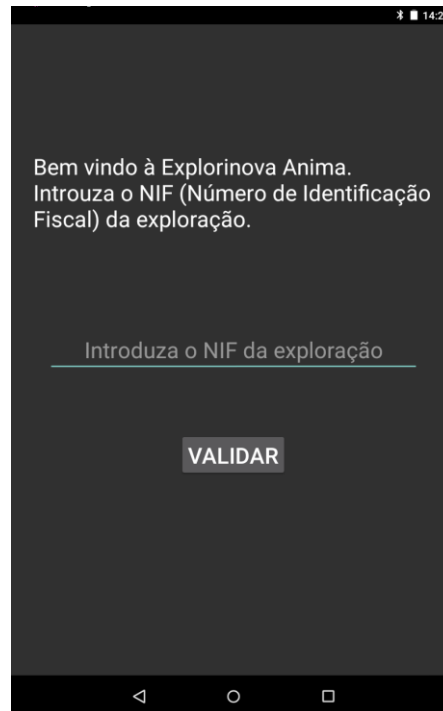 14:2
Bem vindo à Explorinova Anima.
Introuza o NIF (Número de Identificação
Fiscal) da exploração.
Introduza o NIF da exploração
VALIDAR